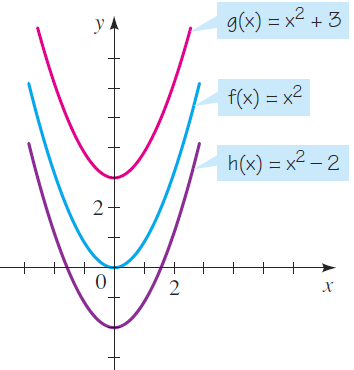 y
g(x) = x² + 3
f(x) = x²
h(x) = x² – 2
2
0
2
x